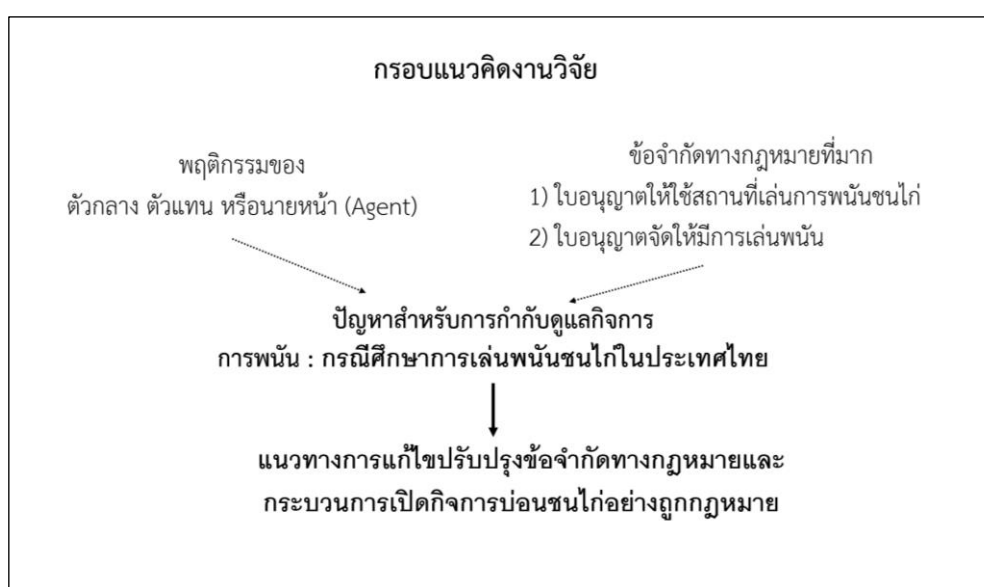 กรอบแนวคิดงานวิจัย
พฤติกรรมของ
ตัวกลาง ตัวแทน หรือนายหน้า (Agent)
ข้อจำกัดทางกฎหมายที่มาก
1) ใบอนุญาตให้ใช้สถานที่เล่นการพนันชนไก่
2) ใบอนุญาตจัดให้มีการเล่นพนัน
ปัญหาสำหรับการกำกับดูแลกิจการ
การพนัน : กรณีศึกษาการเล่นพนันชนไก่ในประเทศไทย
แนวทางการแก้ไขปรับปรุงข้อจำกัดทางกฎหมายและ
กระบวนการเปิดกิจการบ่อนชนไก่อย่างถูกกฎหมาย